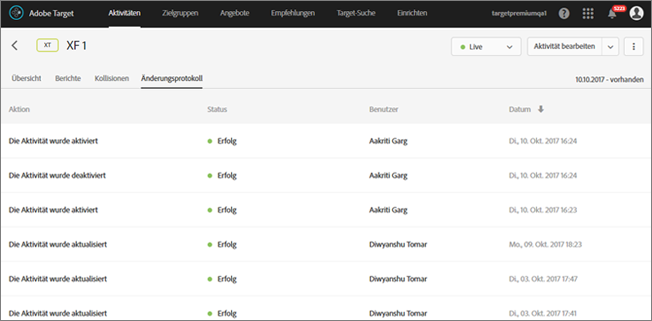 Adobe Target Aktivitäten Zielgruppen Angebote Empfehlungen Target-Suche Einrichten targetpremiumqa1 5223
XT XF 1 Live Aktivität bearbeiten
Übersicht Berichte Kollisionen Änderungsprotokoll 10.10.2017 - vorhanden
Aktion Status Benutzer Datum
Die Aktivität wurde aktiviert Erfolg Aakriti Garg Di., 10. Okt. 2017 16:24
Die Aktivität wurde deaktiviert Erfolg Aakriti Garg Di., 10. Okt. 2017 16:24
Die Aktivität wurde aktiviert Erfolg Aakriti Garg Di., 10. Okt. 2017 16:23
Die Aktivität wurde aktualisiert Erfolg Diwyanshu Tomar Mo., 09. Okt. 2017 18:23
Die Aktivität wurde aktualisiert Erfolg Diwyanshu Tomar Di., 03. Okt. 2017 17:47
Die Aktivität wurde aktualisiert Erfolg Diwyanshu Tomar Di., 03. Okt. 2017 17:41